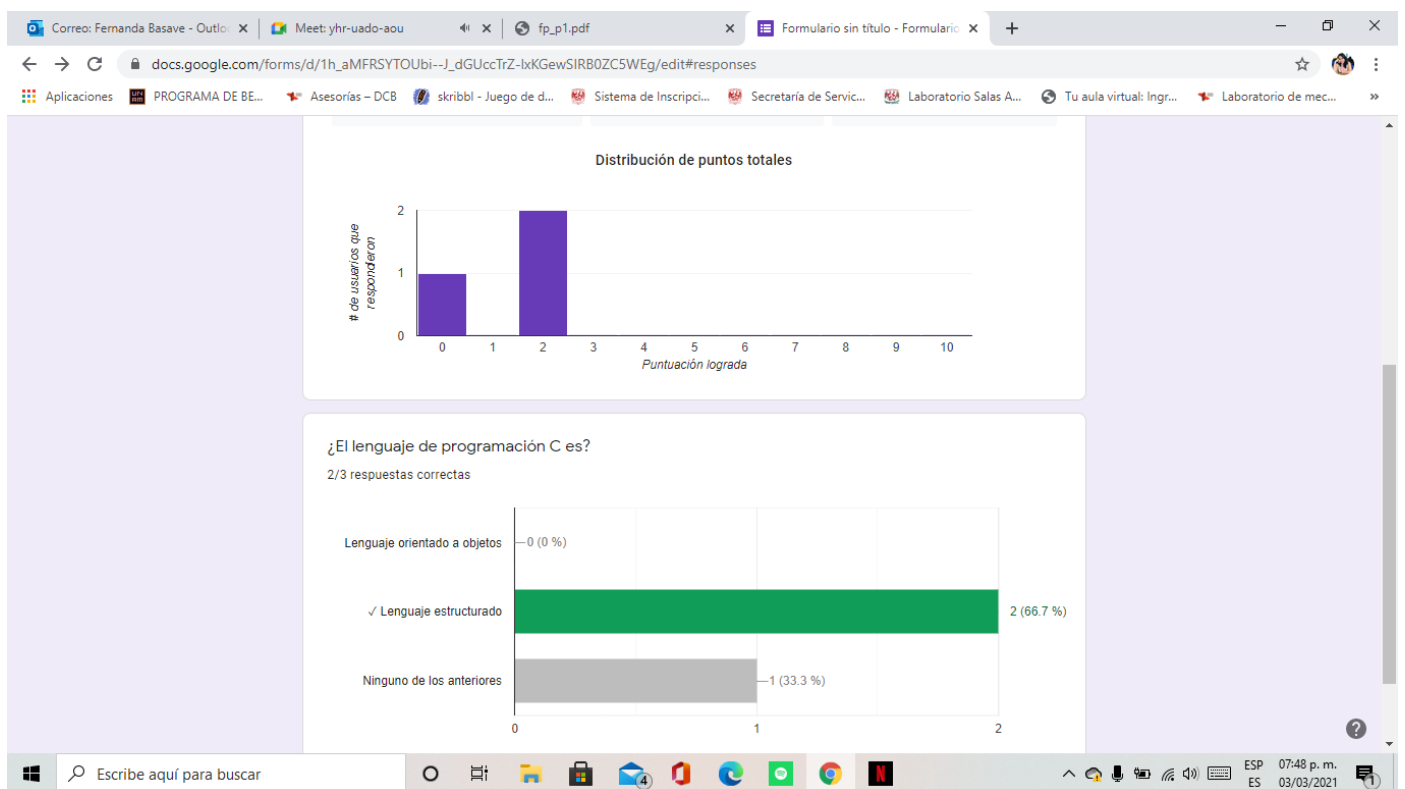 Correo: Fernanda Basave - Outlo
Meet: yhr-uado-aou
fp_p1.pdf
Formulario sin título - Formulario
docs.google.com/forms/d/1h_aMFRSYTOUbi--J_dGUccTrZ-lxKGewSIRB0ZC5WEg/edit#responses
Aplicaciones
PROGRAMA DE BE...
Asesorías – DCB
skribbl - Juego de d...
Sistema de Inscripci...
Secretaría de Servic...
Laboratorio Salas A...
Tu aula virtual: Ingr...
Laboratorio de mec...
»
Distribución de puntos totales
# de usuarios que
respondieron
2
1
0
0 1 2 3 4 5 6 7 8 9 10
Puntuación lograda
¿El lenguaje de programación C es?
2/3 respuestas correctas
Lenguaje orientado a objetos
0 (0 %)
✓ Lenguaje estructurado
2 (66.7 %)
Ninguno de los anteriores
1 (33.3 %)
0 1 2
Escribe aquí para buscar
4
ESP
ES
07:48 p. m.
03/03/2021
1